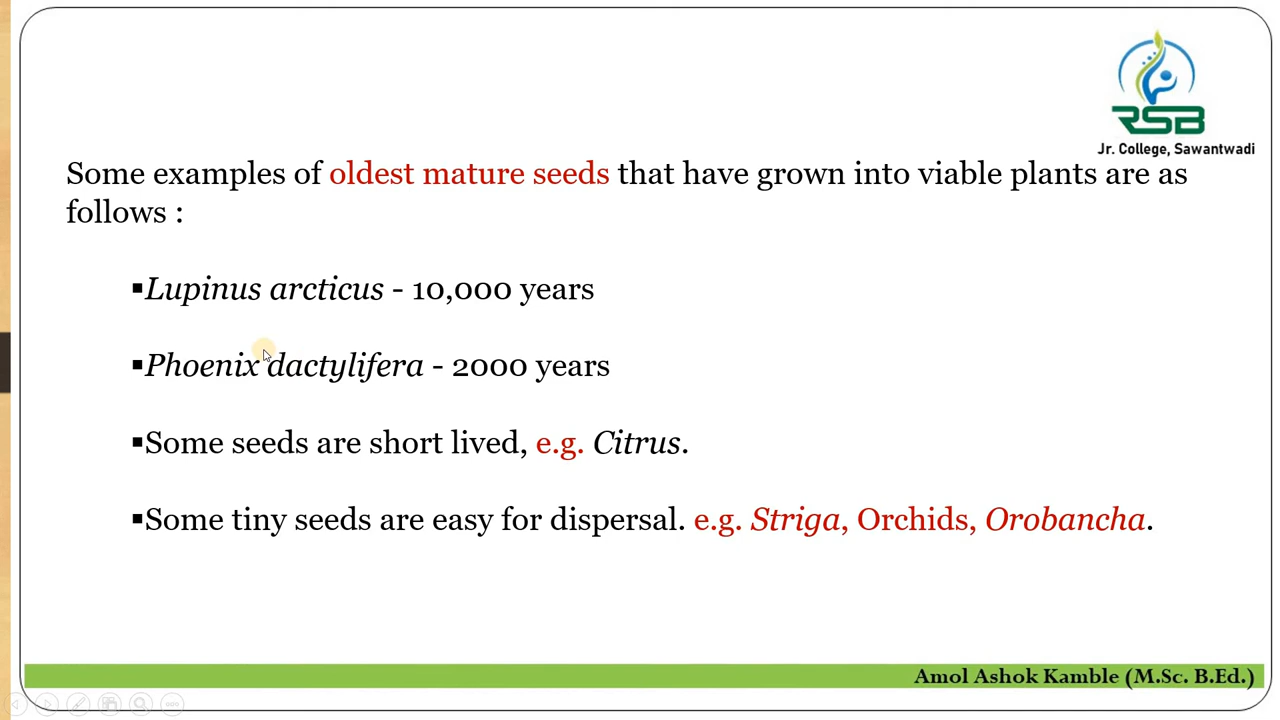 RSB
Jr. College, Sawantwadi
Some examples of oldest mature seeds that have grown into viable plants are as
follows :
▪Lupinus arcticus - 10,000 years
▪Phoenix dactylifera - 2000 years
▪Some seeds are short lived, e.g. Citrus.
▪Some tiny seeds are easy for dispersal. e.g. Striga, Orchids, Orobancha.
Amol Ashok Kamble (M.Sc. B.Ed.)